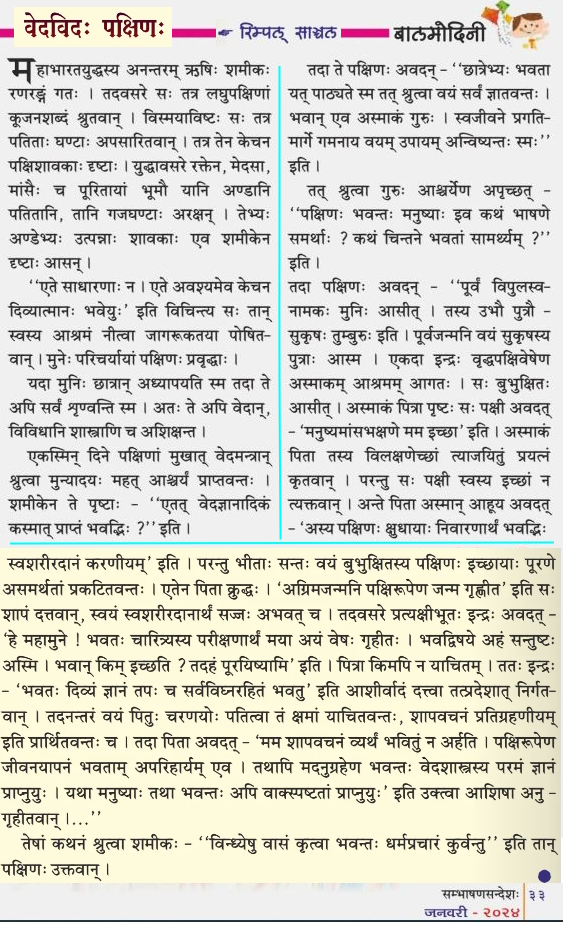 वेदविदः पक्षिणः
रिम्पल् साञ्चल
बालमोदिनी
महाभारतयुद्धस्य अनन्तरम् ऋषिः शमीकः
रणरङ्गं गतः । तदवसरे सः तत्र लघुपक्षिणां
कूजनशब्दं श्रुतवान् । विस्मयाविष्टः सः तत्र
पतिताः घण्टाः अपसारितवान् । तत्र तेन केचन
पक्षिशावकाः दृष्टाः । युद्धावसरे रक्तेन, मेदसा,
मांसैः च पूरितायां भूमौ यानि अण्डानि
पतितानि, तानि गजघण्टाः अरक्षन् । तेभ्यः
अण्डेभ्यः उत्पन्नाः शावकाः एव शमीकेन
दृष्टाः आसन् ।
“एते साधारणाः न । एते अवश्यमेव केचन
दिव्यात्मानः भवेयुः” इति विचिन्त्य सः तान्
स्वस्य आश्रमं नीत्वा जागरूकतया पोषित-
वान् । मुनेः परिचर्यायां पक्षिणः प्रवृद्धाः ।
यदा मुनिः छात्रान् अध्यापयति स्म तदा ते
अपि सर्वं शृण्वन्ति स्म । अतः ते अपि वेदान्,
विविधानि शास्त्राणि च अशिक्षन्त ।
एकस्मिन् दिने पक्षिणां मुखात् वेदमन्त्रान्
श्रुत्वा मुन्यादयः महत् आश्चर्यं प्राप्तवन्तः ।
शमीकेन ते पृष्टाः – “एतत् वेदज्ञानादिकं
कस्मात् प्राप्तं भवद्भिः ?” इति ।
तदा ते पक्षिणः अवदन् – “छात्रेभ्यः भवता
यत् पाठ्यते स्म तत् श्रुत्वा वयं सर्वं ज्ञातवन्तः ।
भवान् एव अस्माकं गुरुः । स्वजीवने प्रगति-
मार्गे गमनाय वयम् उपायम् अन्विष्यन्तः स्मः”
इति ।
तत् श्रुत्वा गुरुः आश्चर्येण अपृच्छत् –
“पक्षिणः भवन्तः मनुष्याः इव कथं भाषणे
समर्थाः ? कथं चिन्तने भवतां सामर्थ्यम् ?”
इति ।
तदा पक्षिणः अवदन् – “पूर्वं विपुलस्व-
नामकः मुनिः आसीत् । तस्य उभौ पुत्रौ –
सुकृषः तुम्बुरुः इति । पूर्वजन्मनि वयं सुकृषस्य
पुत्राः आस्म । एकदा इन्द्रः वृद्धपक्षिवेषेण
अस्माकम् आश्रमम् आगतः । सः बुभुक्षितः
आसीत् । अस्माकं पित्रा पृष्टः सः पक्षी अवदत्
– ‘मनुष्यमांसभक्षणे मम इच्छा’ इति । अस्माकं
पिता तस्य विलक्षणेच्छां त्याजयितुं प्रयत्नं
कृतवान् । परन्तु सः पक्षी स्वस्य इच्छां न
त्यक्तवान् । अन्ते पिता अस्मान् आहूय अवदत्
– ‘अस्य पक्षिणः क्षुधायाः निवारणार्थं भवद्भिः
स्वशरीरदानं करणीयम्’ इति । परन्तु भीताः सन्तः वयं बुभुक्षितस्य पक्षिणः इच्छायाः पूरणे
असमर्थतां प्रकटितवन्तः । एतेन पिता क्रुद्धः । ‘अग्रिमजन्मनि पक्षिरूपेण जन्म गृह्णीत’ इति सः
शापं दत्तवान्, स्वयं स्वशरीरदानार्थं सज्जः अभवत् च । तदवसरे प्रत्यक्षीभूतः इन्द्रः अवदत् –
‘हे महामुने ! भवतः चारित्र्यस्य परीक्षणार्थं मया अयं वेषः गृहीतः । भवद्विषये अहं सन्तुष्टः
अस्मि । भवान् किम् इच्छति ? तदहं पूरयिष्यामि’ इति । पित्रा किमपि न याचितम् । ततः इन्द्रः
– ‘भवतः दिव्यं ज्ञानं तपः च सर्वविघ्नरहितं भवतु’ इति आशीर्वादं दत्त्वा तत्प्रदेशात् निर्गत-
वान् । तदनन्तरं वयं पितुः चरणयोः पतित्वा तं क्षमां याचितवन्तः, शापवचनं प्रतिग्रहणीयम्
इति प्रार्थितवन्तः च । तदा पिता अवदत् – ‘मम शापवचनं व्यर्थं भवितुं न अर्हति । पक्षिरूपेण
जीवनयापनं भवताम् अपरिहार्यम् एव । तथापि मदनुग्रहेण भवन्तः वेदशास्त्रस्य परमं ज्ञानं
प्राप्नुयुः । यथा मनुष्याः तथा भवन्तः अपि वाक्स्पष्टतां प्राप्नुयुः’ इति उक्त्वा आशिषा अनु –
गृहीतवान् ।...”
तेषां कथनं श्रुत्वा शमीकः – “विन्ध्येषु वासं कृत्वा भवन्तः धर्मप्रचारं कुर्वन्तु” इति तान्
पक्षिणः उक्तवान् ।
सम्भाषणसन्देशः ३३
जनवरी - २०२४